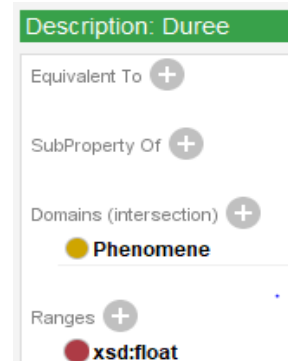 Description: Duree
Equivalent To
SubProperty Of
Domains (intersection)
Phenomene
Ranges
xsd:float